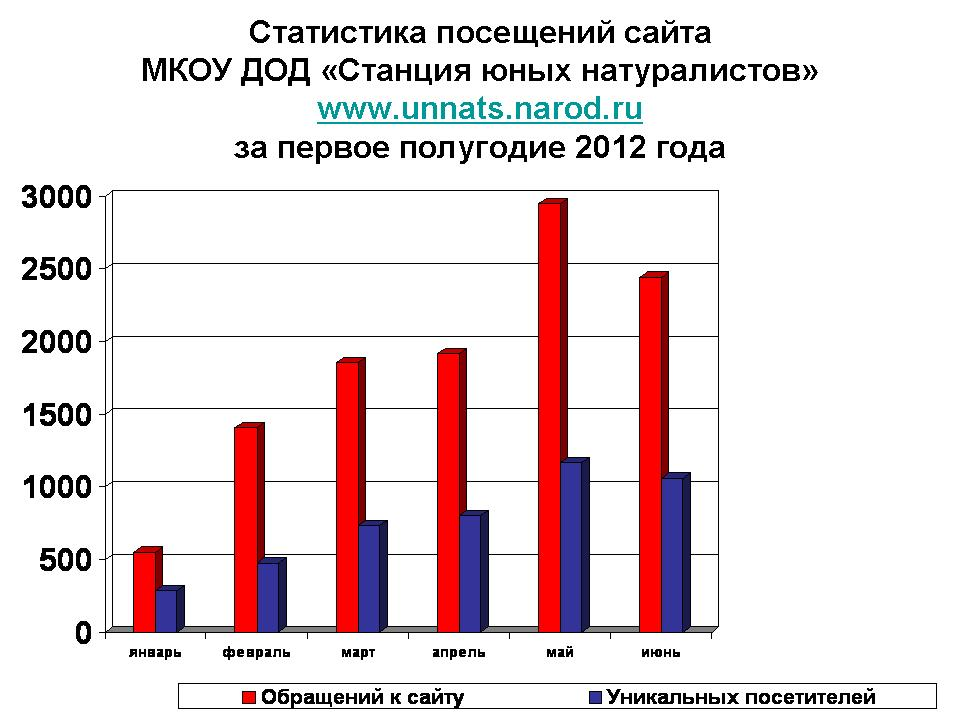 Статистика посещений сайта
МКОУ ДОД «Станция юных натуралистов»
www.unnats.narod.ru
за первое полугодие 2012 года
3000
2500
2000
1500
1000
500
0
январь февраль март апрель май июнь
Обращений к сайту Уникальных посетителей